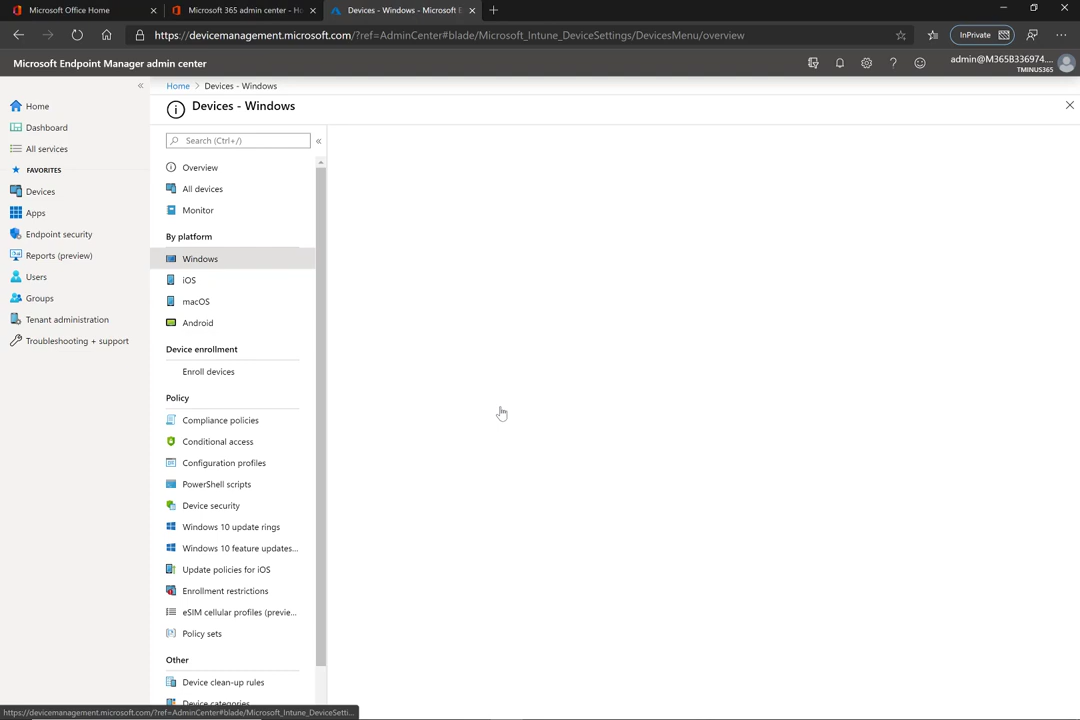 Microsoft Office Home
Microsoft 365 admin center - Ho
Devices - Windows - Microsoft E
https://devicemanagement.microsoft.com/?ref=AdminCenter#blade/Microsoft_Intune_DeviceSettings/DevicesMenu/overview
InPrivate
Microsoft Endpoint Manager admin center
admin@M365B336974....
TMINUS365
Home
Dashboard
All services
FAVORITES
Devices
Apps
Endpoint security
Reports (preview)
Users
Groups
Tenant administration
Troubleshooting + support
Home > Devices - Windows
Devices - Windows
Search (Ctrl+/)
Overview
All devices
Monitor
By platform
Windows
iOS
macOS
Android
Device enrollment
Enroll devices
Policy
Compliance policies
Conditional access
Configuration profiles
PowerShell scripts
Device security
Windows 10 update rings
Windows 10 feature updates...
Update policies for iOS
Enrollment restrictions
eSIM cellular profiles (previe...
Policy sets
Other
Device clean-up rules
Device categories
https://devicemanagement.microsoft.com/?ref=AdminCenter#blade/Microsoft_Intune_DeviceSetti...